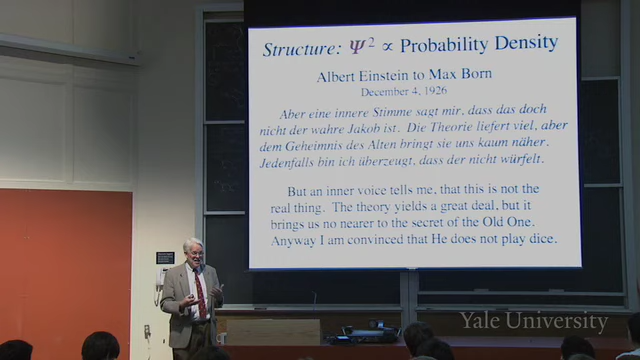 Structure: Ψ² ∝ Probability Density
Albert Einstein to Max Born
December 4, 1926
Aber eine innere Stimme sagt mir, dass das doch
nicht der wahre Jakob ist. Die Theorie liefert viel, aber
dem Geheimnis des Alten bringt sie uns kaum näher.
Jedenfalls bin ich überzeugt, dass der nicht würfelt.
But an inner voice tells me, that this is not the
real thing. The theory yields a great deal, but it
brings us no nearer to the secret of the Old One.
Anyway I am convinced that He does not play dice.
Yale University